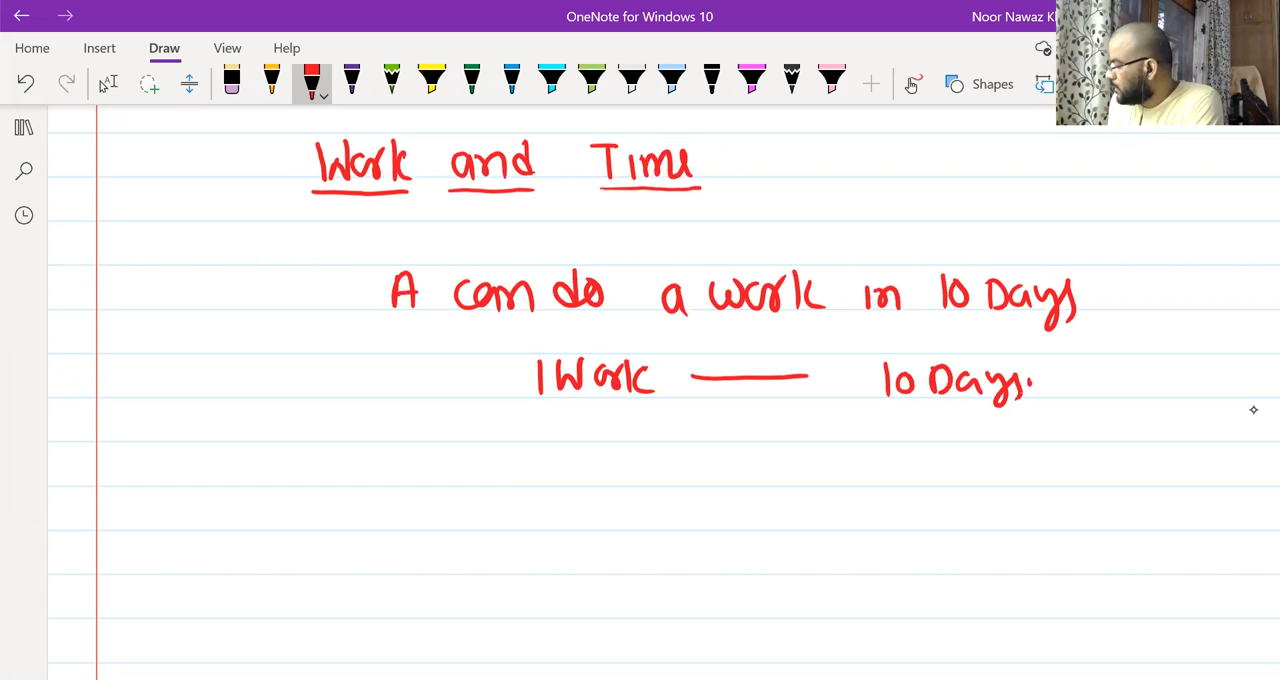 OneNote for Windows 10
Noor Nawaz K
Home Insert Draw View Help
Shapes
Work and Time
A can do a work in 10 Days
1 Work —— 10 Days.